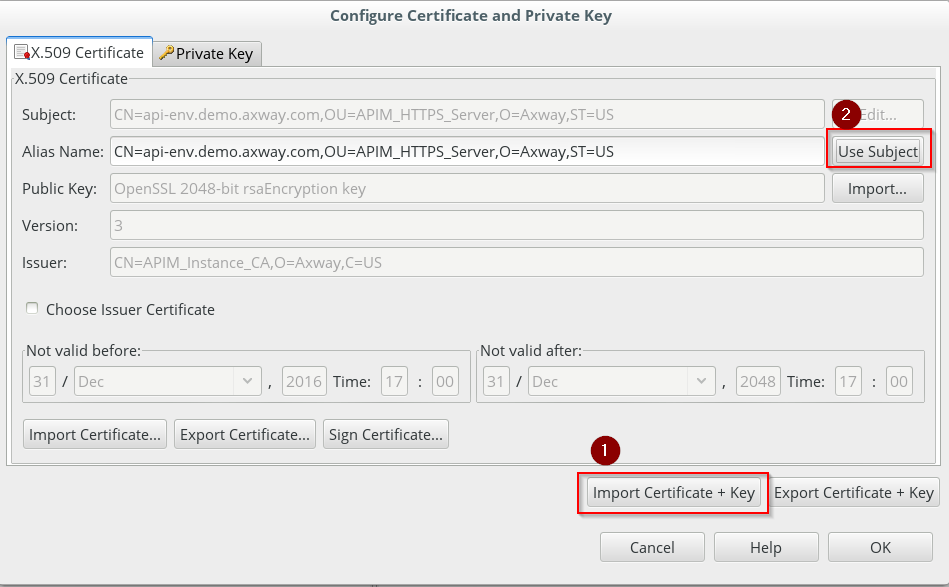 Configure Certificate and Private Key
X.509 Certificate Private Key
X.509 Certificate
Subject: CN=api-env.demo.axway.com,OU=APIM_HTTPS_Server,O=Axway,ST=US 2 Edit...
Alias Name: CN=api-env.demo.axway.com,OU=APIM_HTTPS_Server,O=Axway,ST=US Use Subject
Public Key: OpenSSL 2048-bit rsaEncryption key Import...
Version: 3
Issuer: CN=APIM_Instance_CA,O=Axway,C=US
Choose Issuer Certificate
Not valid before: Not valid after:
31 / Dec , 2016 Time: 17 : 00 31 / Dec , 2048 Time: 17 : 00
Import Certificate... Export Certificate... Sign Certificate...
1
Import Certificate + Key Export Certificate + Key
Cancel Help OK